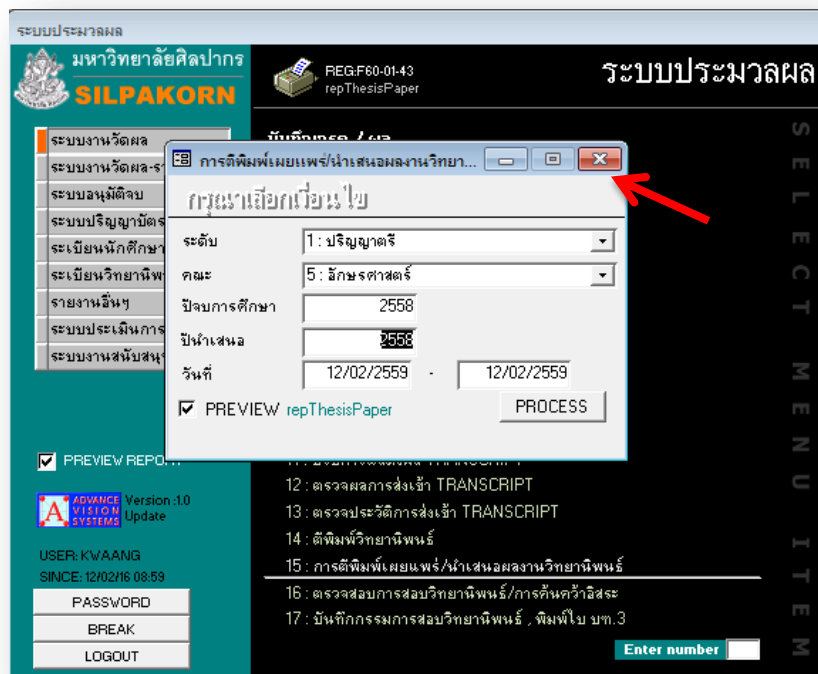 ระบบประมวลผล
มหาวิทยาลัยศิลปากร
SILPAKORN
REG:F60-01-43
repThesisPaper
ระบบประมวลผล
ระบบงานวัดผล
ระบบงานวัดผล-รา
ระบบอนุมัติจบ
ระบบปริญญาบัตร
ระเบียนนักศึกษา
ระเบียนวิทยานิพ
รายงานอื่นๆ
ระบบประเมินการ
ระบบงานสนับสนุ
การตีพิมพ์เผยแพร่/นำเสนอผลงานวิทยา...
กรุณาเลือกเงื่อนไข
ระดับ 1 : ปริญญาตรี
คณะ 5 : อักษรศาสตร์
ปีจบการศึกษา 2558
ปีนำเสนอ 2558
วันที่ 12/02/2559 - 12/02/2559
PREVIEW repThesisPaper PROCESS
PREVIEW REPORT
ADVANCE VISION SYSTEMS
Version :1.0
Update
USER: KWAANG
SINCE: 12/02/16 08:59
PASSWORD
BREAK
LOGOUT
12 : ตรวจผลการส่งเข้า TRANSCRIPT
13 : ตรวจประวัติการส่งเข้า TRANSCRIPT
14 : ตีพิมพ์วิทยานิพนธ์
15 : การตีพิมพ์เผยแพร่/นำเสนอผลงานวิทยานิพนธ์
16 : ตรวจสอบการสอบวิทยานิพนธ์/การค้นคว้าอิสระ
17 : บันทึกกรรมการสอบวิทยานิพนธ์ , พิมพ์ใบ บท.3
Enter number
SELECT MENU ITEM